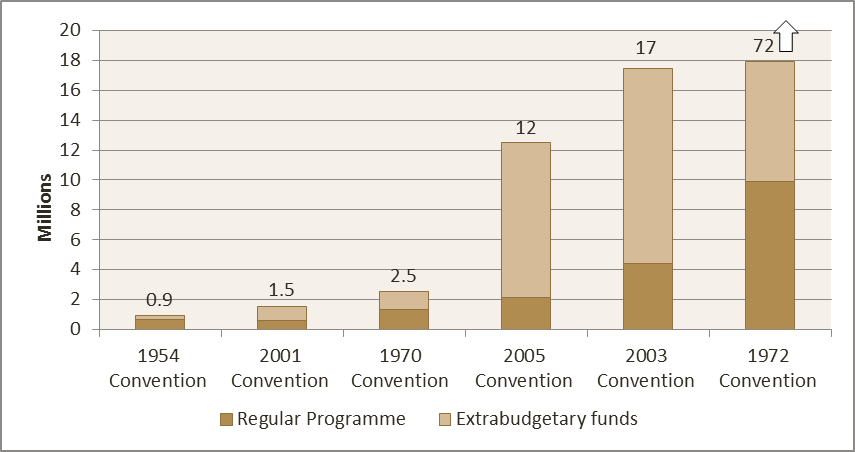 Millions
20
18
16
14
12
10
8
6
4
2
0
0.9
1.5
2.5
12
17
72
1954
Convention
2001
Convention
1970
Convention
2005
Convention
2003
Convention
1972
Convention
Regular Programme
Extrabudgetary funds